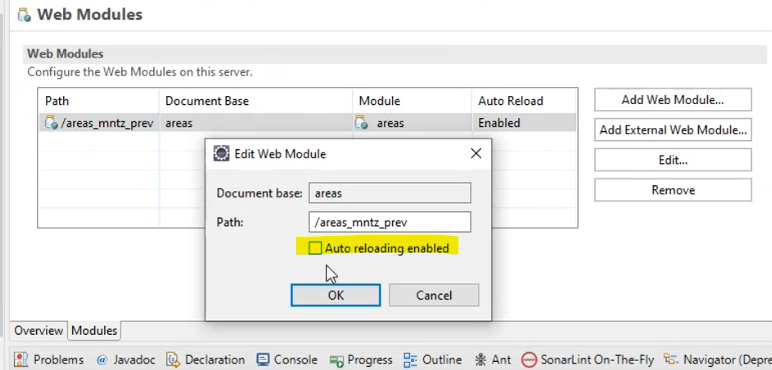 Web Modules
Web Modules
Configure the Web Modules on this server.
Path Document Base Module Auto Reload
/areas_mntz_prev areas areas Enabled
Add Web Module...
Add External Web Module...
Edit...
Remove
Edit Web Module
Document base: areas
Path: /areas_mntz_prev
Auto reloading enabled
OK Cancel
Overview Modules
Problems @ Javadoc Declaration Console Progress Outline Ant SonarLint On-The-Fly Navigator (Depre